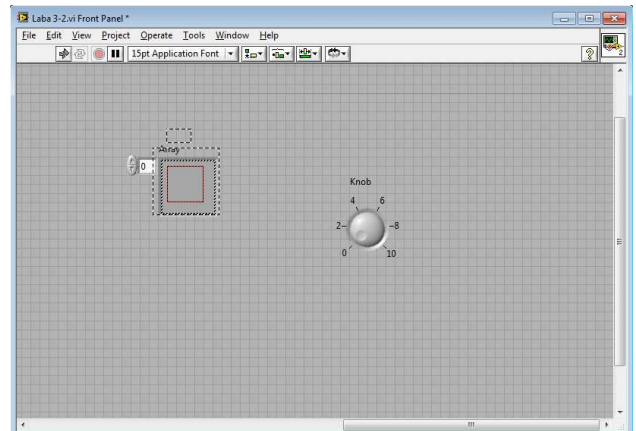 Laba 3-2.vi Front Panel *
File Edit View Project Operate Tools Window Help
15pt Application Font
2
Array
0
Knob
4 6
2 8
0 10